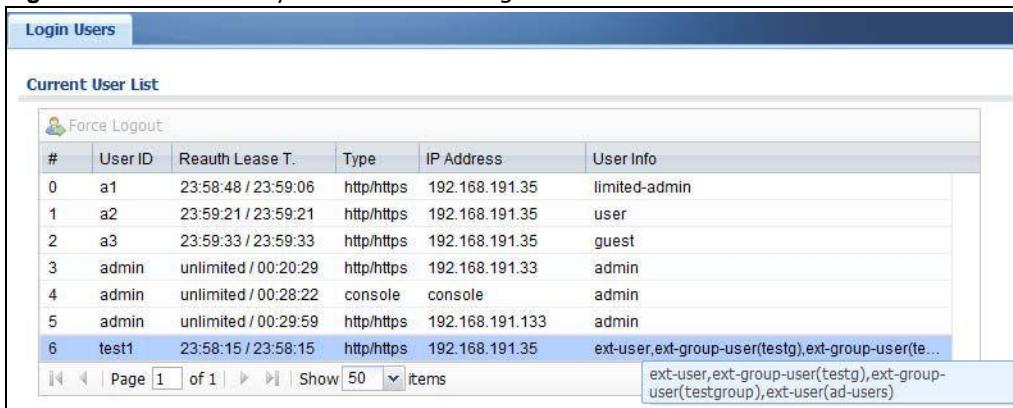 Login Users
Current User List
Force Logout
# User ID Reauth Lease T. Type IP Address User Info
0 a1 23:58:48 / 23:59:06 http/https 192.168.191.35 limited-admin
1 a2 23:59:21 / 23:59:21 http/https 192.168.191.35 user
2 a3 23:59:33 / 23:59:33 http/https 192.168.191.35 guest
3 admin unlimited / 00:20:29 http/https 192.168.191.33 admin
4 admin unlimited / 00:28:22 console console admin
5 admin unlimited / 00:29:59 http/https 192.168.191.133 admin
6 test1 23:58:15 / 23:58:15 http/https 192.168.191.35 ext-user,ext-group-user(testg),ext-group-user(te...
Page 1 of 1 Show 50 items
ext-user,ext-group-user(testg),ext-group-
user(testgroup),ext-user(ad-users)